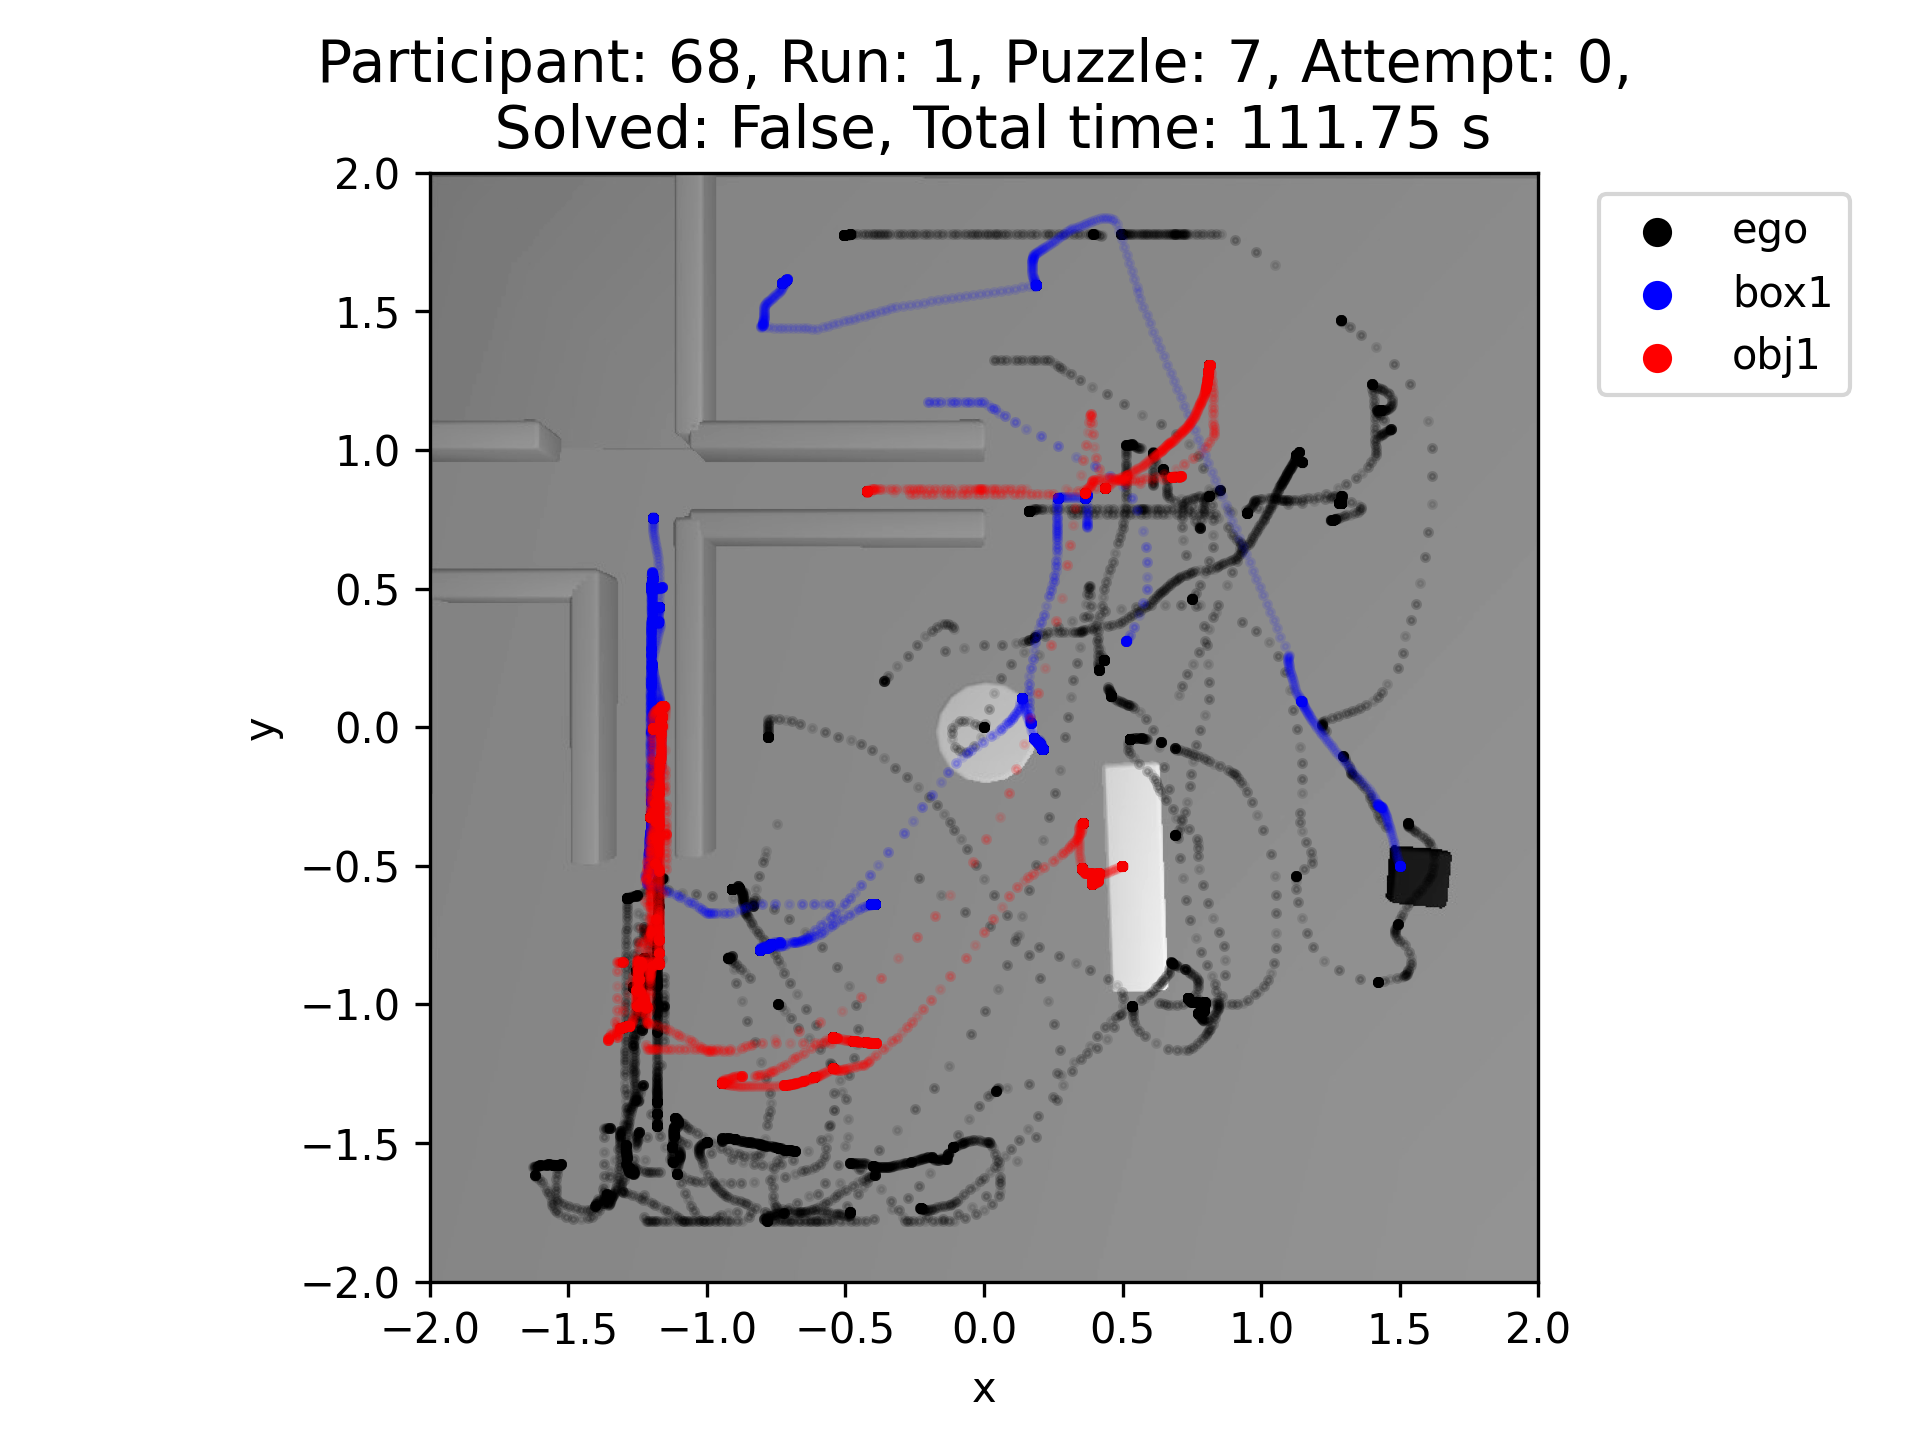 Participant: 68, Run: 1, Puzzle: 7, Attempt: 0,
Solved: False, Total time: 111.75 s
ego
box1
obj1
2.0
1.5
1.0
0.5
0.0
−0.5
−1.0
−1.5
−2.0
y
−2.0 −1.5 −1.0 −0.5 0.0 0.5 1.0 1.5 2.0
x